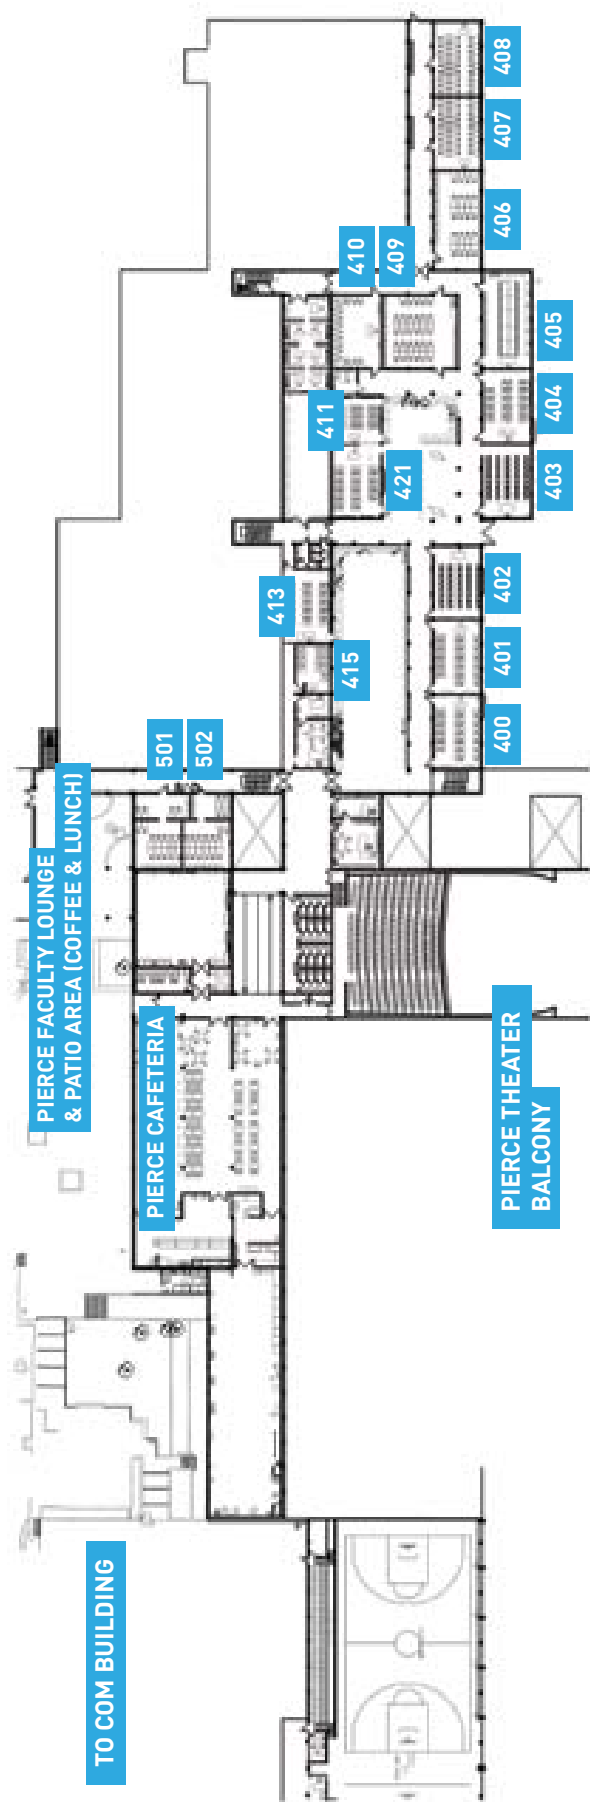 TO COM BUILDING
PIERCE FACULTY LOUNGE
& PATIO AREA (COFFEE & LUNCH)
PIERCE CAFETERIA
PIERCE THEATER
BALCONY
501
502
413
415
411
421
410
409
400
401
402
403
404
405
406
407
408